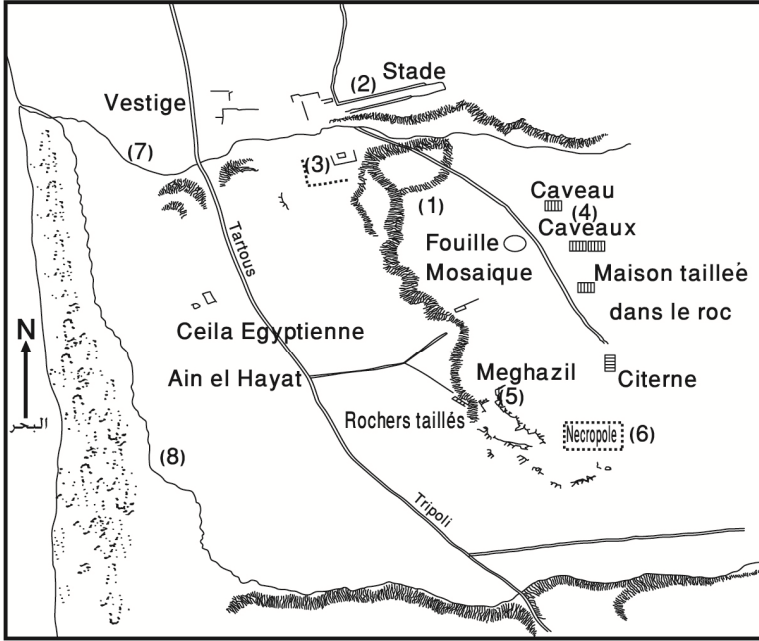 Stade
(2)
Vestige
(7)
(3)
Caveau
(4)
(1)
Caveaux
Fouille
Mosaique
Tartous
Maison tailleé
dans le roc
N
Ceila Egyptienne
Ain el Hayat
Meghazil
(5)
Citerne
البحر
Rochers taillés
Necropole
(6)
(8)
Tripoli